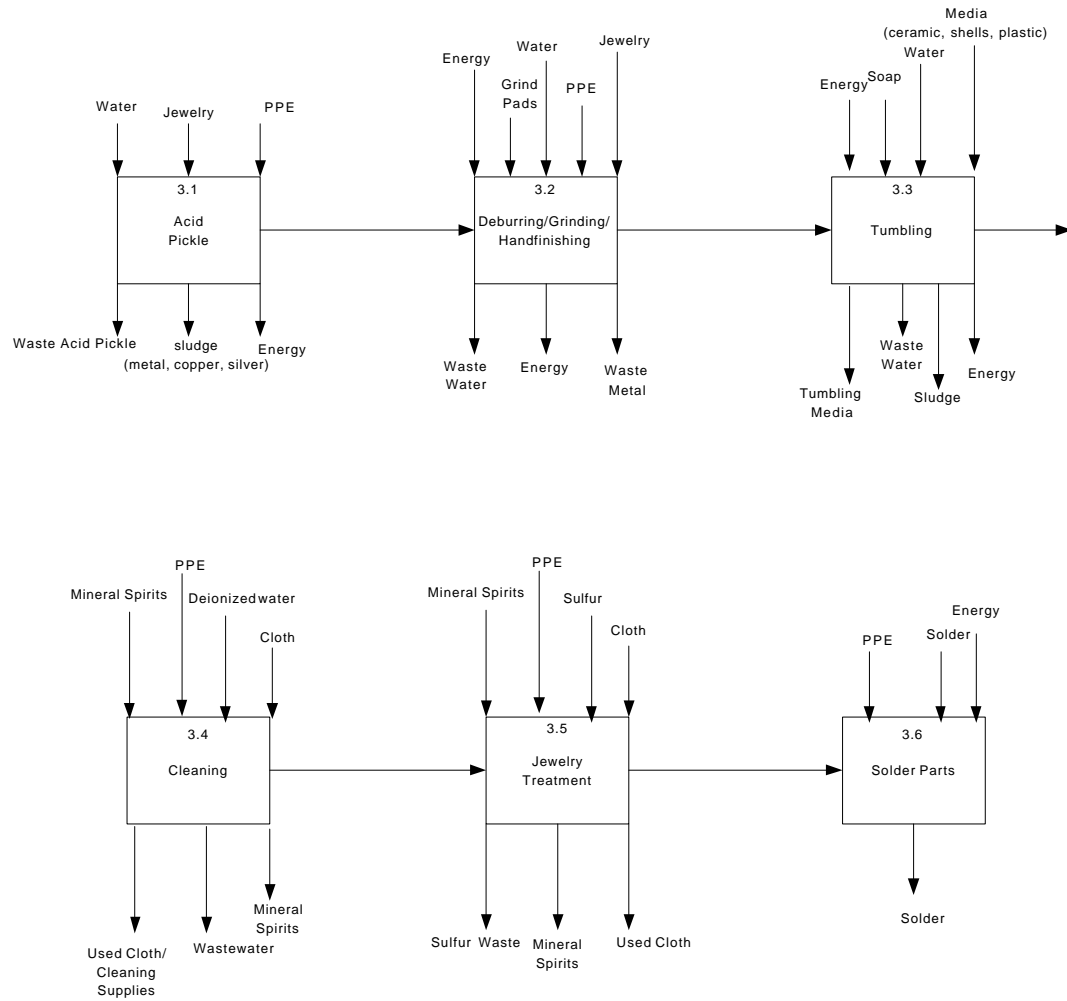 Media
(ceramic, shells, plastic)
Water
Jewelry
Water
Energy
Grind
Pads
PPE
Energy
Soap
Water
Jewelry
PPE
3.1
Acid
Pickle
3.2
Deburring/Grinding/
Handfinishing
3.3
Tumbling
Waste Acid Pickle
sludge
(metal, copper, silver)
Energy
Waste
Water
Energy
Waste
Metal
Tumbling
Media
Waste
Water
Sludge
Energy
Mineral Spirits
PPE
Deionized water
Cloth
Mineral Spirits
PPE
Sulfur
Cloth
PPE
Solder
Energy
3.4
Cleaning
3.5
Jewelry
Treatment
3.6
Solder Parts
Used Cloth/
Cleaning
Supplies
Wastewater
Mineral
Spirits
Sulfur Waste
Mineral
Spirits
Used Cloth
Solder